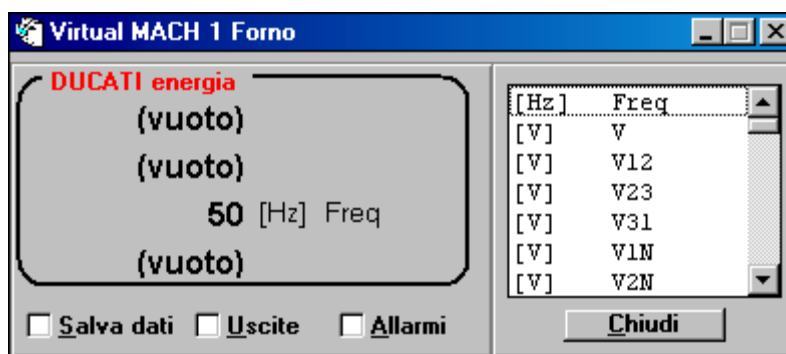 Virtual MACH 1 Forno
DUCATI energia
(vuoto)
(vuoto)
50 [Hz] Freq
(vuoto)
Salva dati Uscite Allarmi
[Hz] Freq
[V] V
[V] V12
[V] V23
[V] V31
[V] V1N
[V] V2N
Chiudi